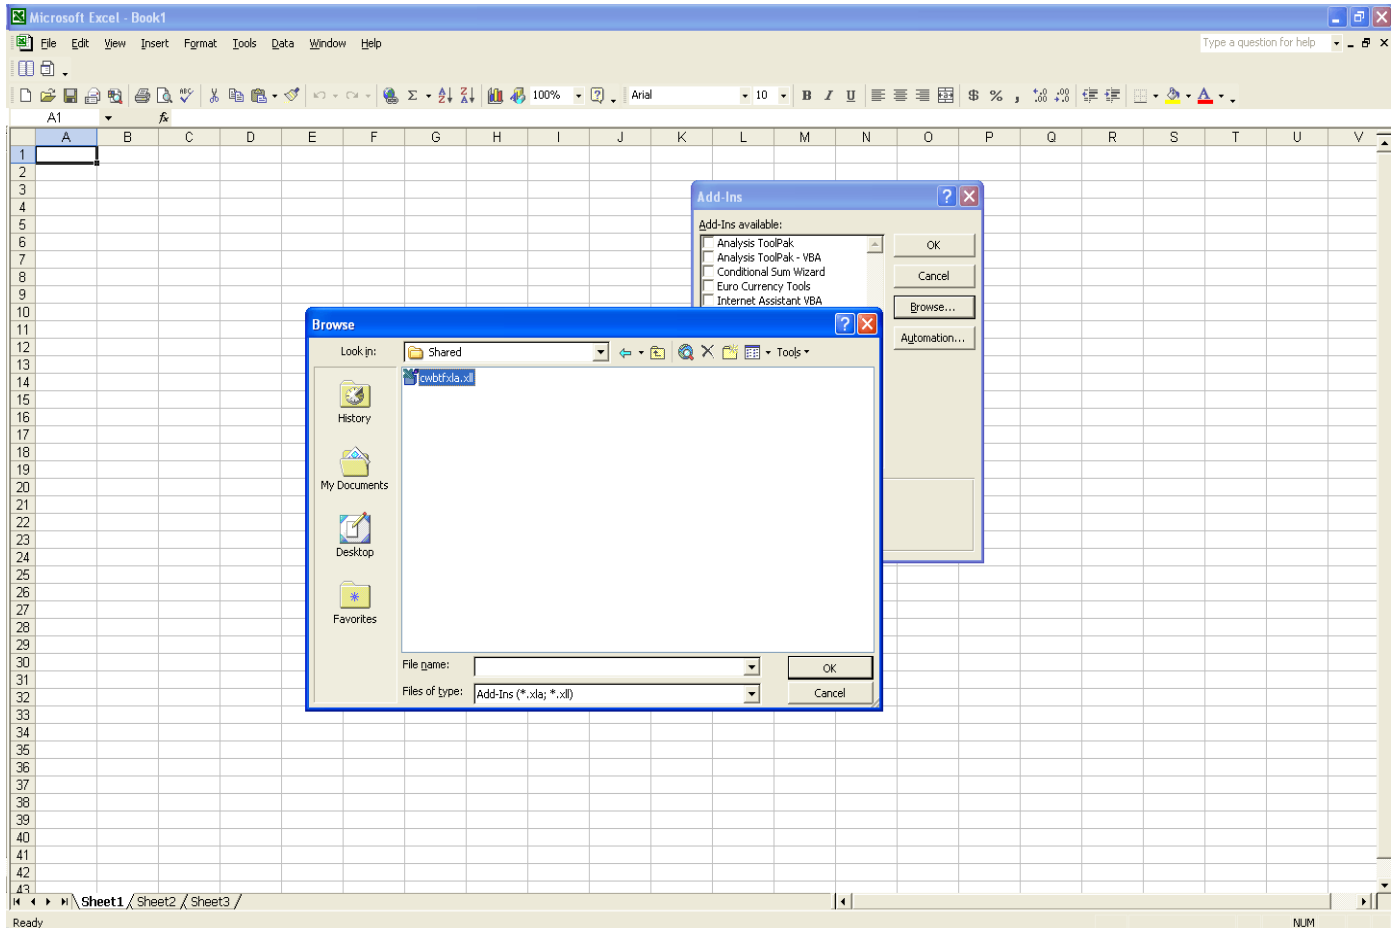 Microsoft Excel - Book1
File Edit View Insert Format Tools Data Window Help
Type a question for help
100%
Arial
10
B I U
$ % ,
A1
fx
A B C D E F G H I J K L M N O P Q R S T U V
1
2
3
4
5
6
7
8
9
10
11
12
13
14
15
16
17
18
19
20
21
22
23
24
25
26
27
28
29
30
31
32
33
34
35
36
37
38
39
40
41
42
43
Add-Ins
Add-Ins available:
Analysis ToolPak
Analysis ToolPak - VBA
Conditional Sum Wizard
Euro Currency Tools
Internet Assistant VBA
OK
Cancel
Browse...
Automation...
Browse
Look in:
Shared
Tools
cwbtfxla.xll
History
My Documents
Desktop
Favorites
File name:
OK
Files of type:
Add-Ins (*.xla; *.xll)
Cancel
Sheet1 / Sheet2 / Sheet3 /
Ready
NUM